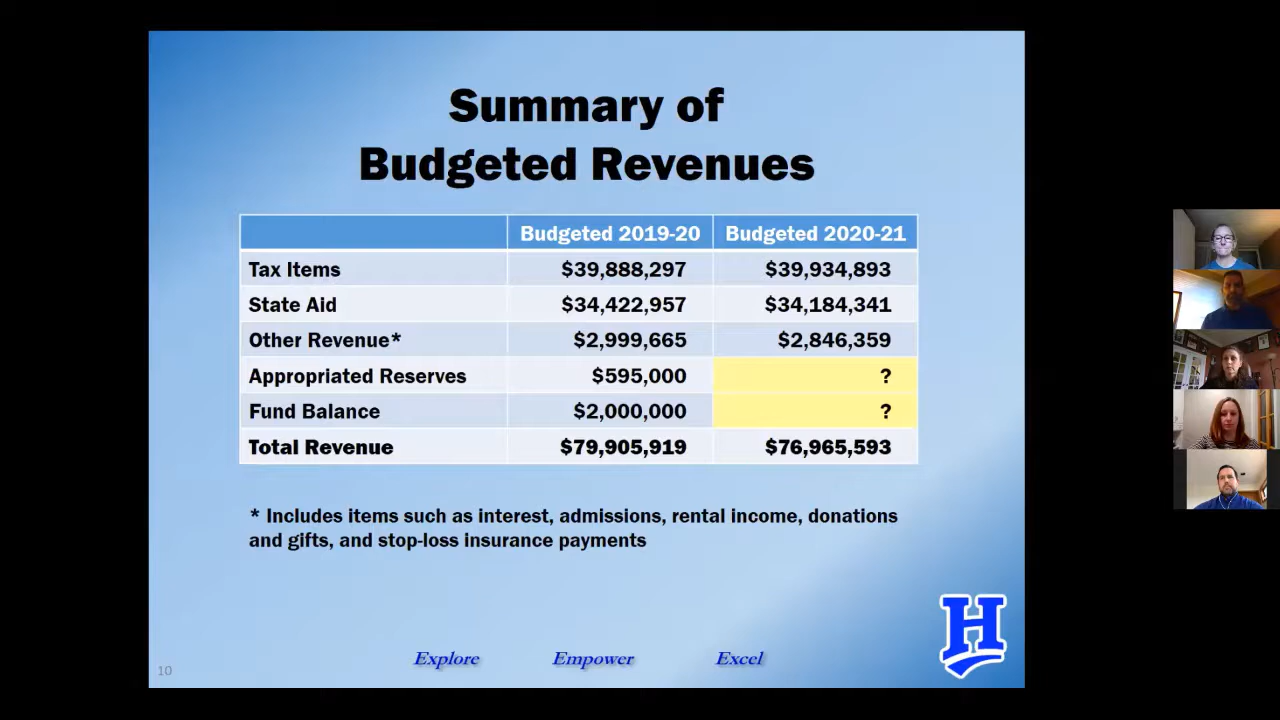 Summary of
Budgeted Revenues
Budgeted 2019-20 Budgeted 2020-21
Tax Items $39,888,297 $39,934,893
State Aid $34,422,957 $34,184,341
Other Revenue* $2,999,665 $2,846,359
Appropriated Reserves $595,000 ?
Fund Balance $2,000,000 ?
Total Revenue $79,905,919 $76,965,593
* Includes items such as interest, admissions, rental income, donations
and gifts, and stop-loss insurance payments
H
Explore Empower Excel
10